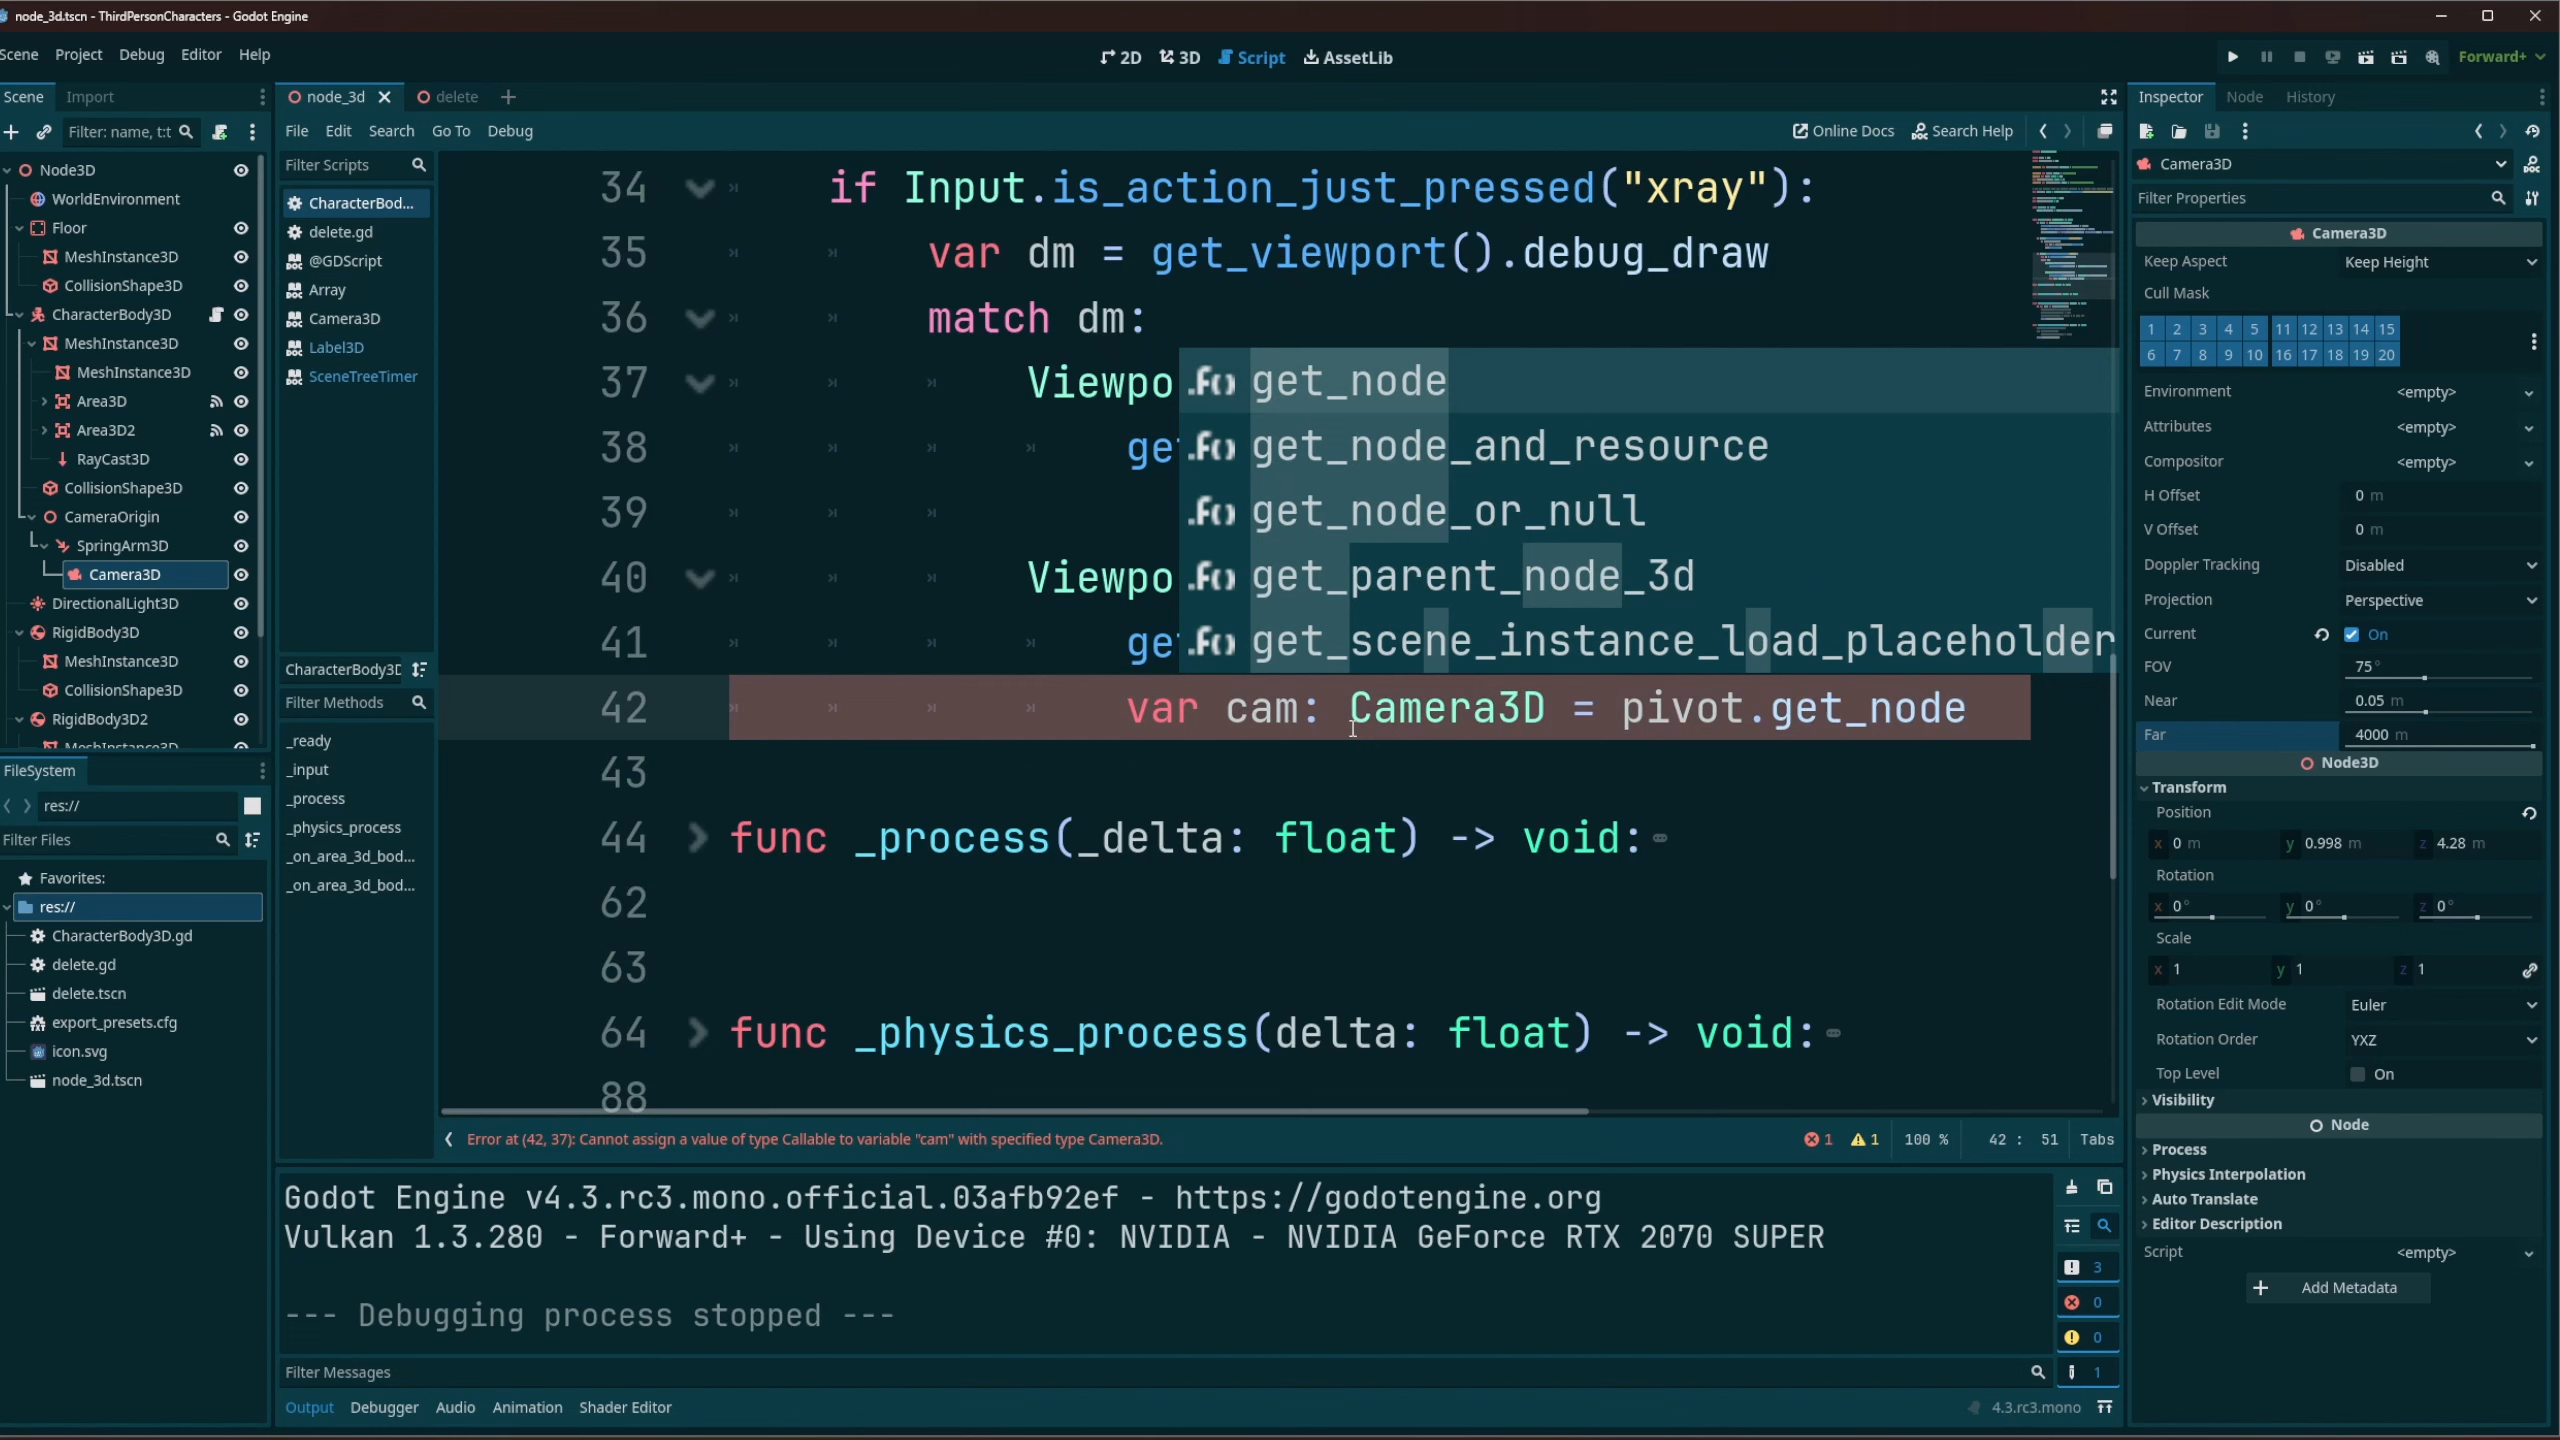 node_3d.tscn - ThirdPersonCharacters - Godot Engine
Scene Project Debug Editor Help
2D 3D Script AssetLib
Forward+
Scene Import
Filter: name, t:t
Node3D
WorldEnvironment
Floor
MeshInstance3D
CollisionShape3D
CharacterBody3D
MeshInstance3D
MeshInstance3D
Area3D
Area3D2
RayCast3D
CollisionShape3D
CameraOrigin
SpringArm3D
Camera3D
DirectionalLight3D
RigidBody3D
MeshInstance3D
CollisionShape3D
RigidBody3D2
MeshInstance3D
FileSystem
res://
Filter Files
Favorites:
res://
CharacterBody3D.gd
delete.gd
delete.tscn
export_presets.cfg
icon.svg
node_3d.tscn
node_3d delete
File Edit Search Go To Debug
Online Docs Search Help
Filter Scripts
CharacterBod...
delete.gd
@GDScript
Array
Camera3D
Label3D
SceneTreeTimer
CharacterBody3D
Filter Methods
_ready
_input
_process
_physics_process
_on_area_3d_bod...
_on_area_3d_bod...
34 if Input.is_action_just_pressed("xray"):
35 var dm = get_viewport().debug_draw
36 match dm:
37 Viewpo
38 ge
39
40 Viewpo
41 ge
get_node
get_node_and_resource
get_node_or_null
get_parent_node_3d
get_scene_instance_load_placeholder
42 var cam: Camera3D = pivot.get_node
43
44 func _process(_delta: float) -> void:
62
63
64 func _physics_process(delta: float) -> void:
88
Error at (42, 37): Cannot assign a value of type Callable to variable "cam" with specified type Camera3D.
1 1 100 % 42 : 51 Tabs
Godot Engine v4.3.rc3.mono.official.03afb92ef - https://godotengine.org
Vulkan 1.3.280 - Forward+ - Using Device #0: NVIDIA - NVIDIA GeForce RTX 2070 SUPER
--- Debugging process stopped ---
3
0
0
1
Filter Messages
Output Debugger Audio Animation Shader Editor
4.3.rc3.mono
Inspector Node History
Camera3D
Filter Properties
Camera3D
Keep Aspect Keep Height
Cull Mask
1 2 3 4 5 11 12 13 14 15
6 7 8 9 10 16 17 18 19 20
Environment <empty>
Attributes <empty>
Compositor <empty>
H Offset 0 m
V Offset 0 m
Doppler Tracking Disabled
Projection Perspective
Current On
FOV 75°
Near 0.05 m
Far 4000 m
Node3D
Transform
Position
x 0 m y 0.998 m z 4.28 m
Rotation
x 0° y 0° z 0°
Scale
x 1 y 1 z 1
Rotation Edit Mode Euler
Rotation Order YXZ
Top Level On
Visibility
Node
Process
Physics Interpolation
Auto Translate
Editor Description
Script <empty>
Add Metadata